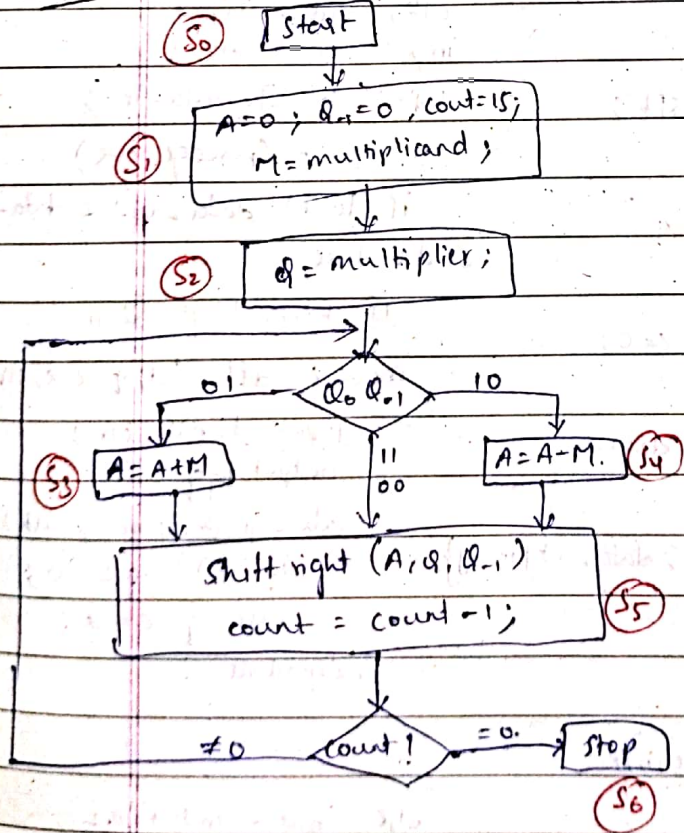 S0 start
A=0; Q-1=0, cout=15;
S1
M= multiplicand;
S2
Q= multiplier;
01
Q0 Q-1
10
S3
A=A+M
11
00
A=A-M.
S4
Shift right (A, Q, Q-1)
count = count -1;
S5
≠0
count!
=0.
stop
S6